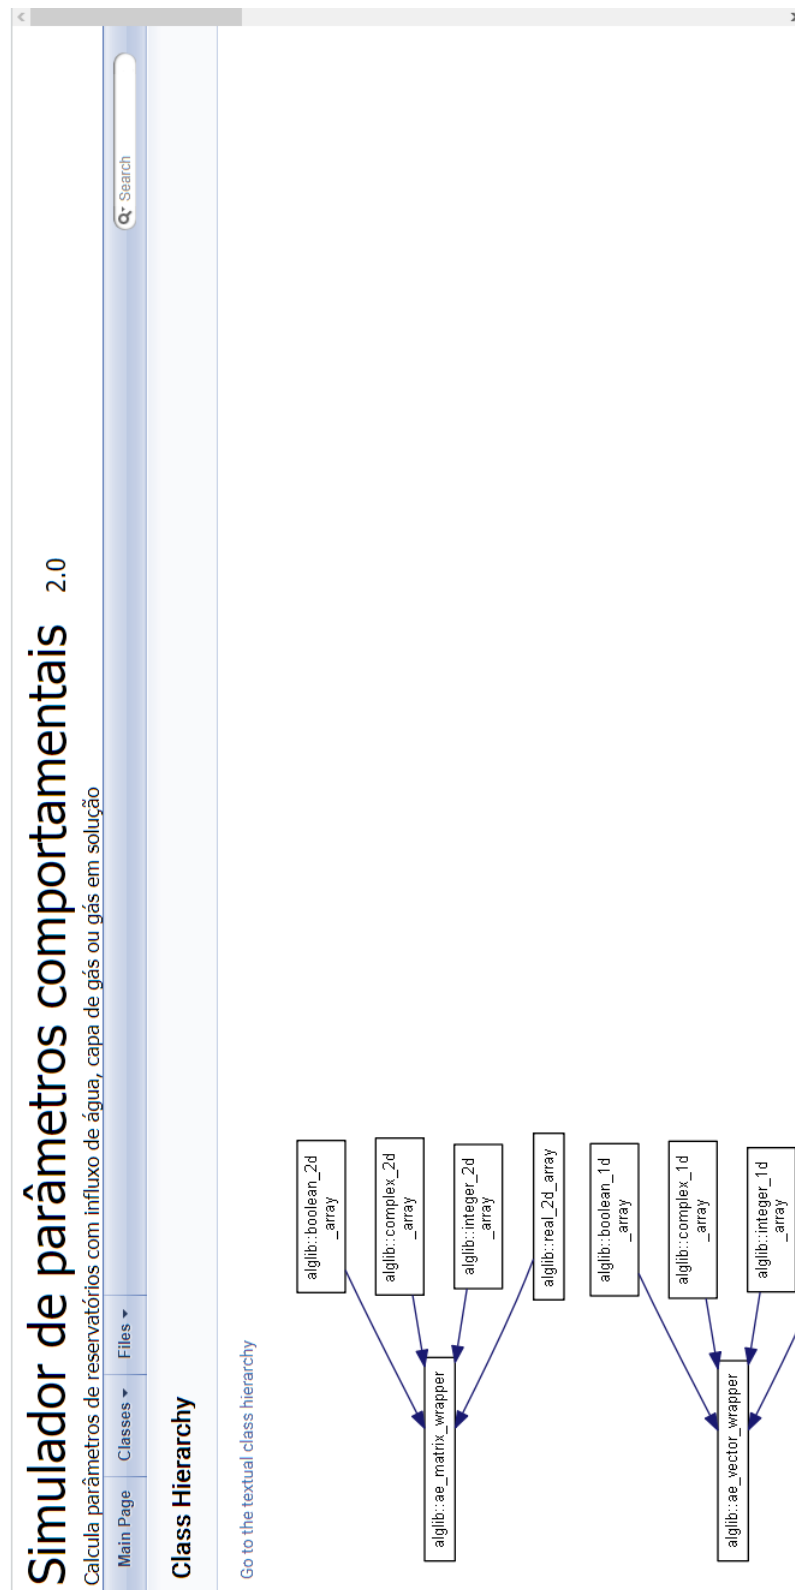 Simulador de parâmetros comportamentais 2.0
Calcula parâmetros de reservatórios com influxo de água, capa de gás ou gás em solução
Main Page Classes Files Search
Class Hierarchy
Go to the textual class hierarchy
alglib::ae_matrix_wrapper
alglib::boolean_2d
_array
alglib::complex_2d
_array
alglib::integer_2d
_array
alglib::real_2d_array
alglib::ae_vector_wrapper
alglib::boolean_1d
_array
alglib::complex_1d
_array
alglib::integer_1d
_array